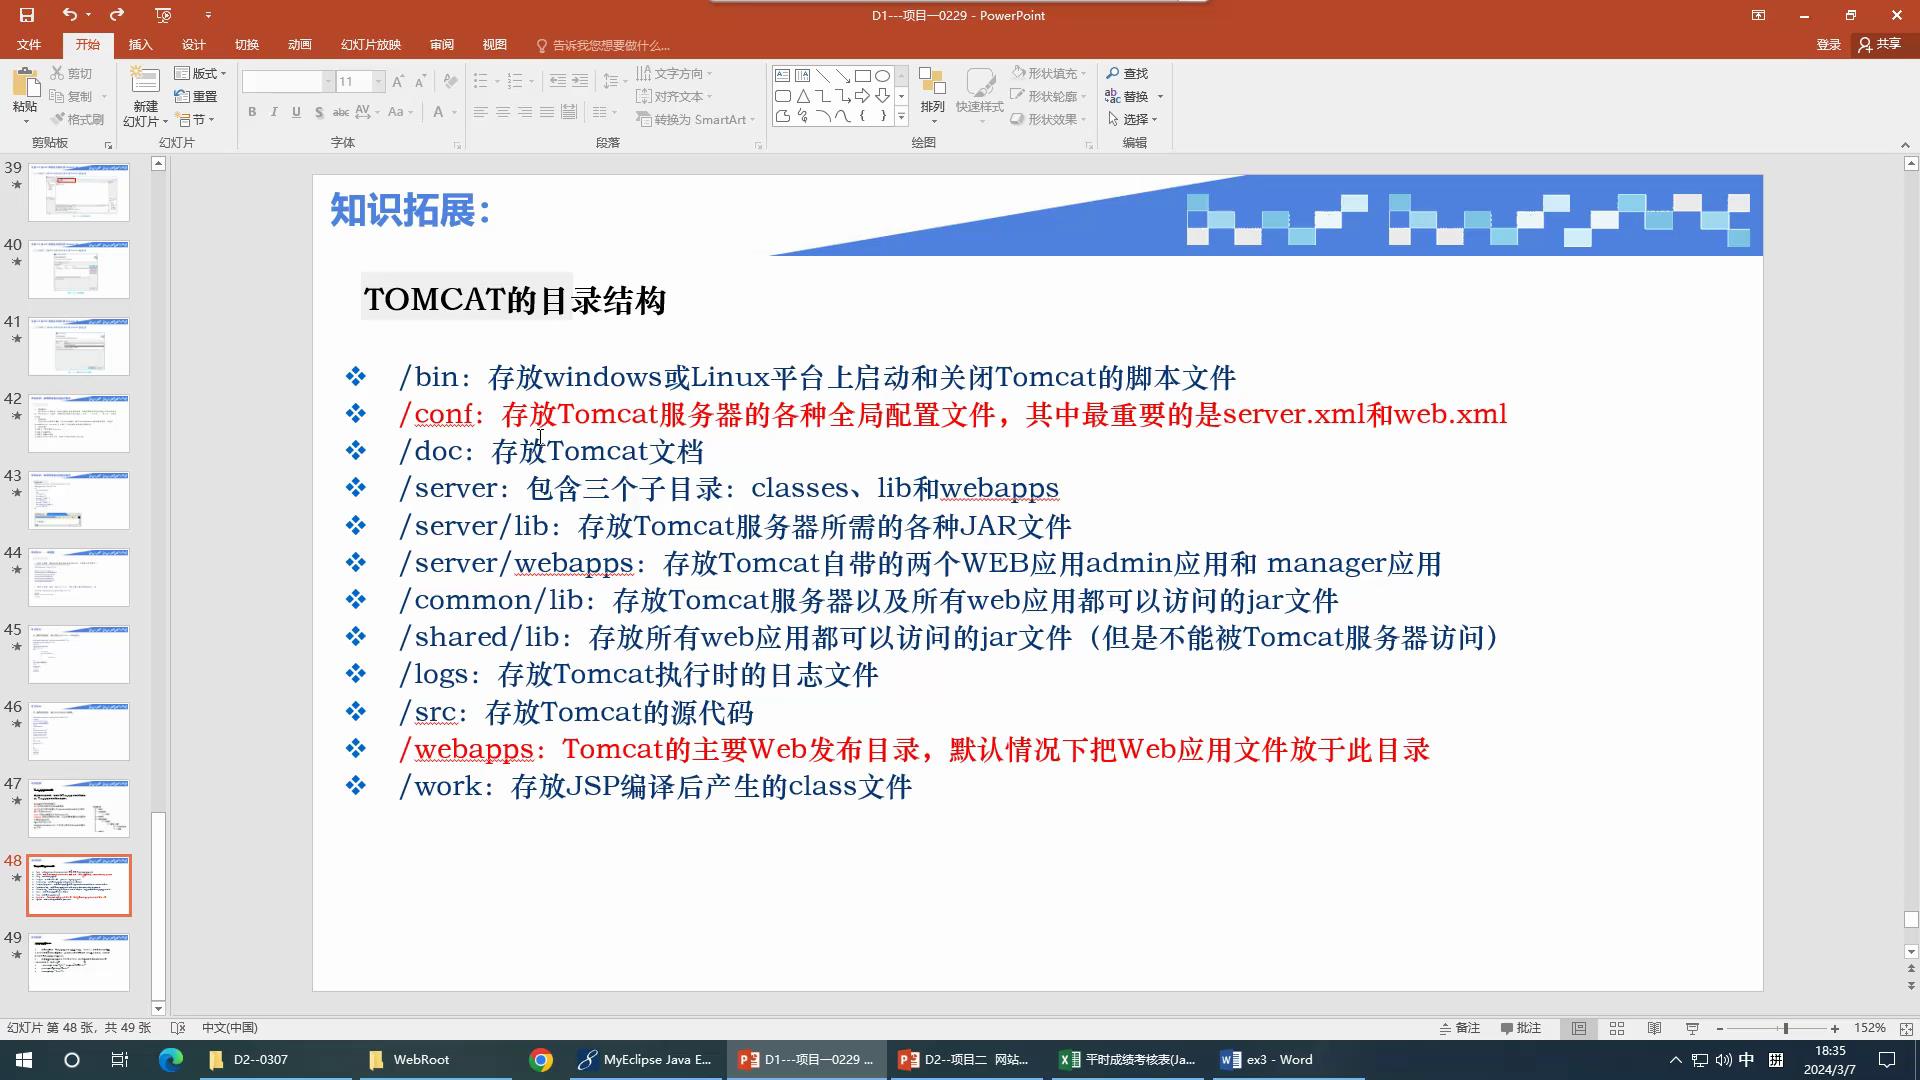 D1---项目一0229 - PowerPoint
文件 开始 插入 设计 切换 动画 幻灯片放映 审阅 视图 告诉我您想要做什么... 登录 共享
粘贴 剪切 复制 格式刷 剪贴板
新建 幻灯片 版式 重置 节 幻灯片
11 B I U S abc AV Aa A 字体
文字方向 对齐文本 转换为 SmartArt 段落
排列 快速样式 形状填充 形状轮廓 形状效果 绘图
查找 替换 选择 编辑
39
40
41
42
43
44
45
46
47
48
49
知识拓展：
TOMCAT的目录结构
/bin：存放windows或Linux平台上启动和关闭Tomcat的脚本文件
/conf：存放Tomcat服务器的各种全局配置文件，其中最重要的是server.xml和web.xml
/doc：存放Tomcat文档
/server：包含三个子目录：classes、lib和webapps
/server/lib：存放Tomcat服务器所需的各种JAR文件
/server/webapps：存放Tomcat自带的两个WEB应用admin应用和 manager应用
/common/lib：存放Tomcat服务器以及所有web应用都可以访问的jar文件
/shared/lib：存放所有web应用都可以访问的jar文件（但是不能被Tomcat服务器访问）
/logs：存放Tomcat执行时的日志文件
/src：存放Tomcat的源代码
/webapps：Tomcat的主要Web发布目录，默认情况下把Web应用文件放于此目录
/work：存放JSP编译后产生的class文件
幻灯片 第 48 张，共 49 张 中文(中国) 备注 批注 152%
D2--0307 WebRoot MyEclipse Java E... D1---项目一0229 ... D2--项目二 网站... 平时成绩考核表(Ja... ex3 - Word 中 拼 18:35
2024/3/7